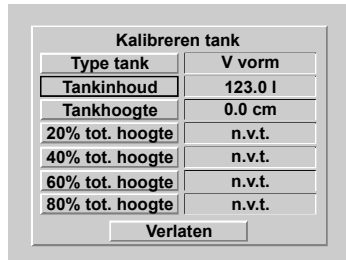 Kalibreren tank
Type tank V vorm
Tankinhoud 123.0 l
Tankhoogte 0.0 cm
20% tot. hoogte n.v.t.
40% tot. hoogte n.v.t.
60% tot. hoogte n.v.t.
80% tot. hoogte n.v.t.
Verlaten